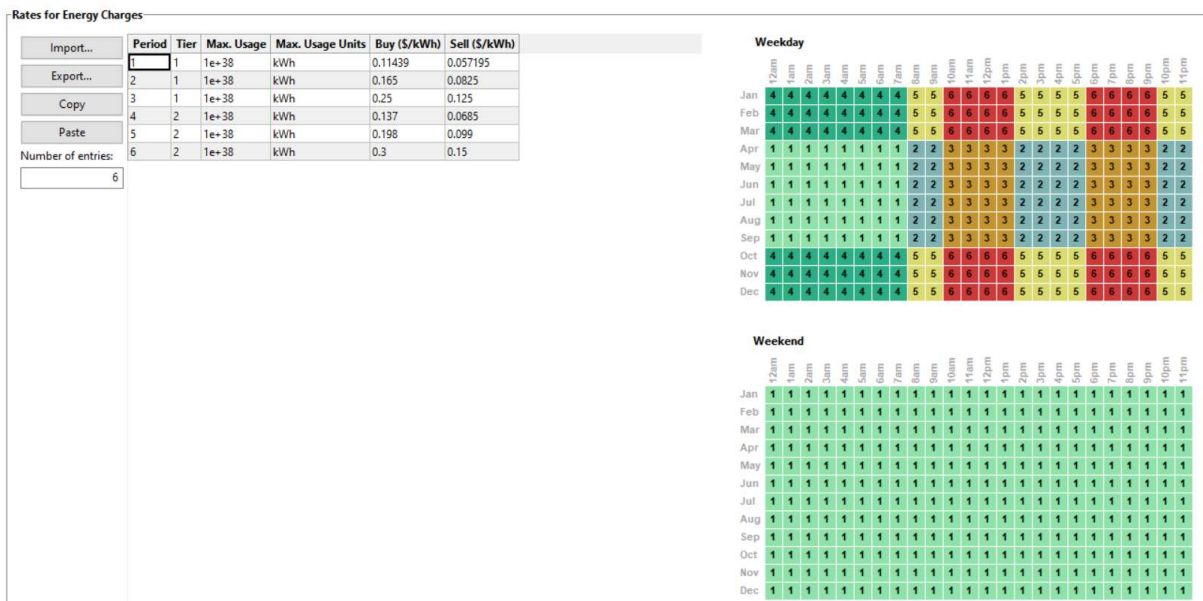 Rates for Energy Charges
Import...
Export...
Copy
Paste
Number of entries:
6
Period Tier Max. Usage Max. Usage Units Buy ($/kWh) Sell ($/kWh)
1 1 1e+38 kWh 0.11439 0.057195
2 1 1e+38 kWh 0.165 0.0825
3 1 1e+38 kWh 0.25 0.125
4 2 1e+38 kWh 0.137 0.0685
5 2 1e+38 kWh 0.198 0.099
6 2 1e+38 kWh 0.3 0.15
Weekday
12am 1am 2am 3am 4am 5am 6am 7am 8am 9am 10am 11am 12pm 1pm 2pm 3pm 4pm 5pm 6pm 7pm 8pm 9pm 10pm 11pm
Jan 4 4 4 4 4 4 4 4 5 5 6 6 6 6 5 5 5 5 6 6 6 6 5 5
Feb 4 4 4 4 4 4 4 4 5 5 6 6 6 6 5 5 5 5 6 6 6 6 5 5
Mar 4 4 4 4 4 4 4 4 5 5 6 6 6 6 5 5 5 5 6 6 6 6 5 5
Apr 1 1 1 1 1 1 1 1 2 2 3 3 3 3 2 2 2 2 3 3 3 3 2 2
May 1 1 1 1 1 1 1 1 2 2 3 3 3 3 2 2 2 2 3 3 3 3 2 2
Jun 1 1 1 1 1 1 1 1 2 2 3 3 3 3 2 2 2 2 3 3 3 3 2 2
Jul 1 1 1 1 1 1 1 1 2 2 3 3 3 3 2 2 2 2 3 3 3 3 2 2
Aug 1 1 1 1 1 1 1 1 2 2 3 3 3 3 2 2 2 2 3 3 3 3 2 2
Sep 1 1 1 1 1 1 1 1 2 2 3 3 3 3 2 2 2 2 3 3 3 3 2 2
Oct 4 4 4 4 4 4 4 4 5 5 6 6 6 6 5 5 5 5 6 6 6 6 5 5
Nov 4 4 4 4 4 4 4 4 5 5 6 6 6 6 5 5 5 5 6 6 6 6 5 5
Dec 4 4 4 4 4 4 4 4 5 5 6 6 6 6 5 5 5 5 6 6 6 6 5 5
Weekend
12am 1am 2am 3am 4am 5am 6am 7am 8am 9am 10am 11am 12pm 1pm 2pm 3pm 4pm 5pm 6pm 7pm 8pm 9pm 10pm 11pm
Jan 1 1 1 1 1 1 1 1 1 1 1 1 1 1 1 1 1 1 1 1 1 1 1 1
Feb 1 1 1 1 1 1 1 1 1 1 1 1 1 1 1 1 1 1 1 1 1 1 1 1
Mar 1 1 1 1 1 1 1 1 1 1 1 1 1 1 1 1 1 1 1 1 1 1 1 1
Apr 1 1 1 1 1 1 1 1 1 1 1 1 1 1 1 1 1 1 1 1 1 1 1 1
May 1 1 1 1 1 1 1 1 1 1 1 1 1 1 1 1 1 1 1 1 1 1 1 1
Jun 1 1 1 1 1 1 1 1 1 1 1 1 1 1 1 1 1 1 1 1 1 1 1 1
Jul 1 1 1 1 1 1 1 1 1 1 1 1 1 1 1 1 1 1 1 1 1 1 1 1
Aug 1 1 1 1 1 1 1 1 1 1 1 1 1 1 1 1 1 1 1 1 1 1 1 1
Sep 1 1 1 1 1 1 1 1 1 1 1 1 1 1 1 1 1 1 1 1 1 1 1 1
Oct 1 1 1 1 1 1 1 1 1 1 1 1 1 1 1 1 1 1 1 1 1 1 1 1
Nov 1 1 1 1 1 1 1 1 1 1 1 1 1 1 1 1 1 1 1 1 1 1 1 1
Dec 1 1 1 1 1 1 1 1 1 1 1 1 1 1 1 1 1 1 1 1 1 1 1 1